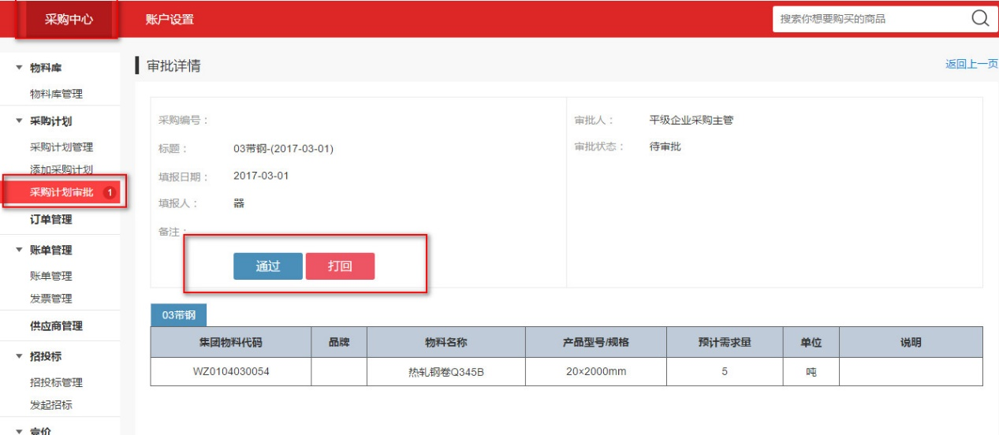 采购中心 账户设置 搜索你想要购买的商品
物料库
物料库管理
采购计划
采购计划管理
添加采购计划
采购计划审批 1
订单管理
账单管理
账单管理
发票管理
供应商管理
招投标
招投标管理
发起招标
竞价
审批详情 返回上一页
采购编号：
标题： 03带钢-(2017-03-01)
填报日期： 2017-03-01
填报人： 器
备注：
审批人： 平级企业采购主管
审批状态： 待审批
通过 打回
03带钢
集团物料代码 品牌 物料名称 产品型号/规格 预计需求量 单位 说明
WZ0104030054 热轧钢卷Q345B 20×2000mm 5 吨